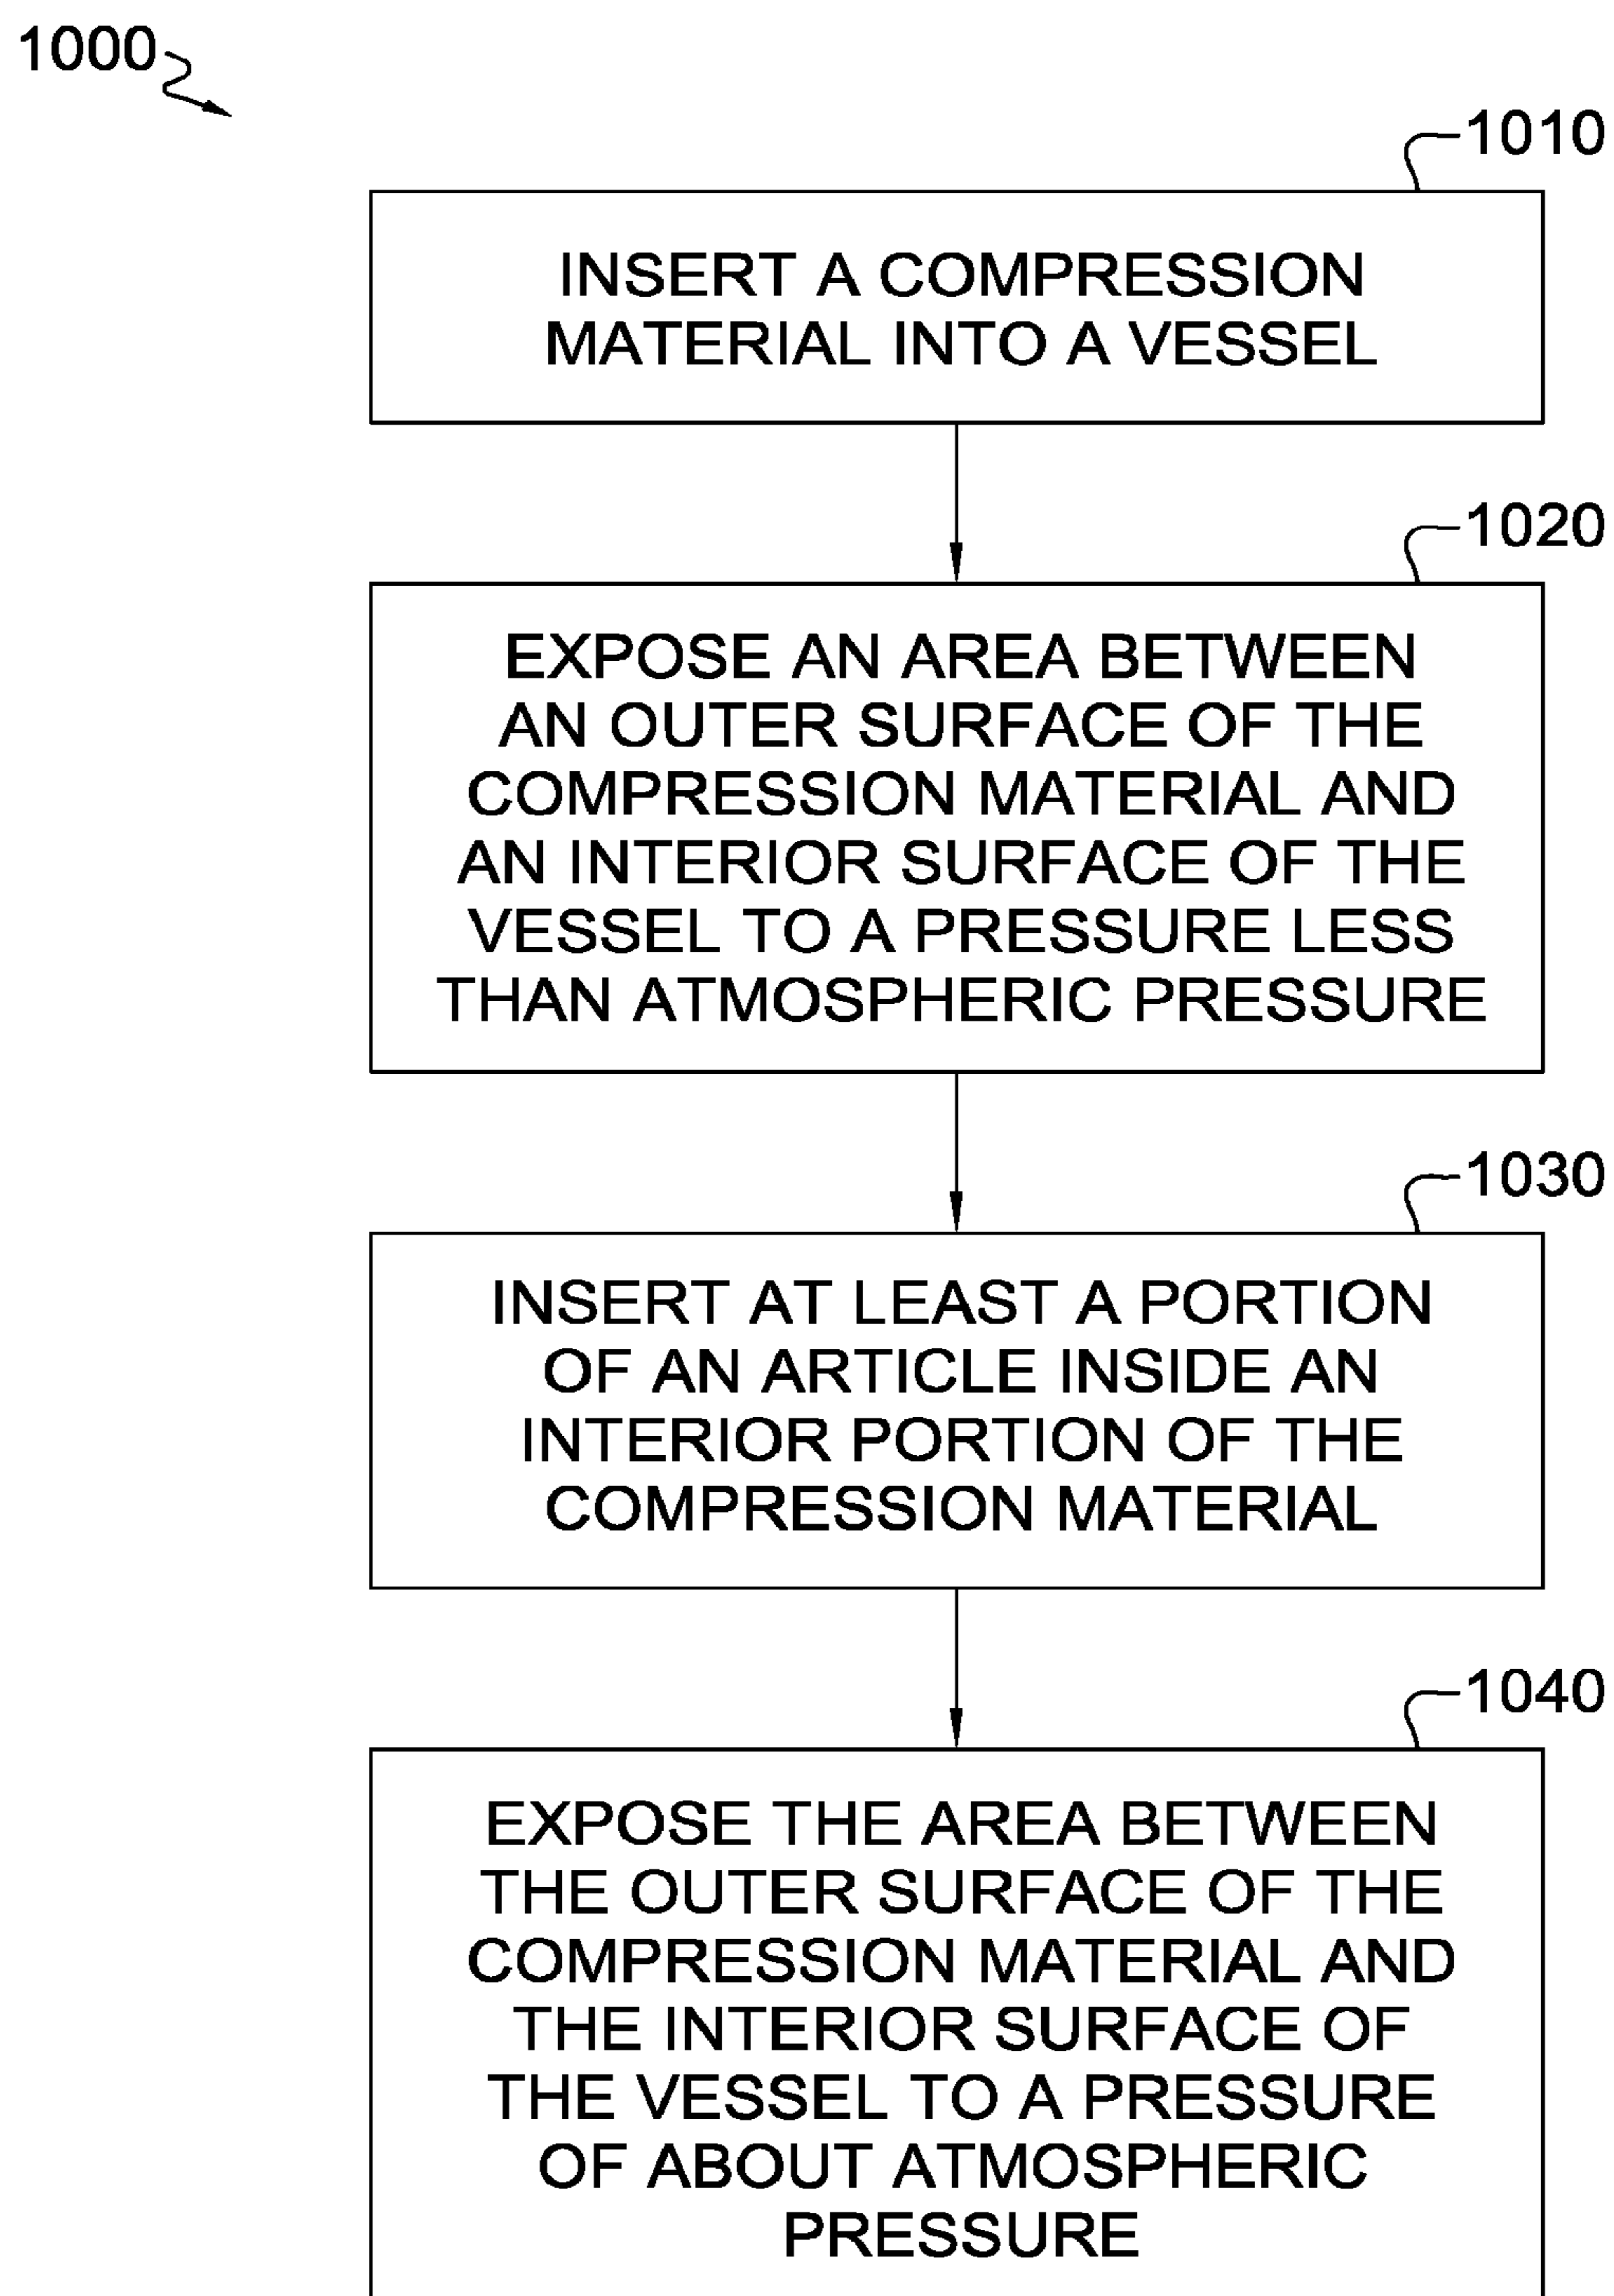 1000
1010
INSERT A COMPRESSION
MATERIAL INTO A VESSEL
1020
EXPOSE AN AREA BETWEEN
AN OUTER SURFACE OF THE
COMPRESSION MATERIAL AND
AN INTERIOR SURFACE OF THE
VESSEL TO A PRESSURE LESS
THAN ATMOSPHERIC PRESSURE
1030
INSERT AT LEAST A PORTION
OF AN ARTICLE INSIDE AN
INTERIOR PORTION OF THE
COMPRESSION MATERIAL
1040
EXPOSE THE AREA BETWEEN
THE OUTER SURFACE OF THE
COMPRESSION MATERIAL AND
THE INTERIOR SURFACE OF
THE VESSEL TO A PRESSURE
OF ABOUT ATMOSPHERIC
PRESSURE